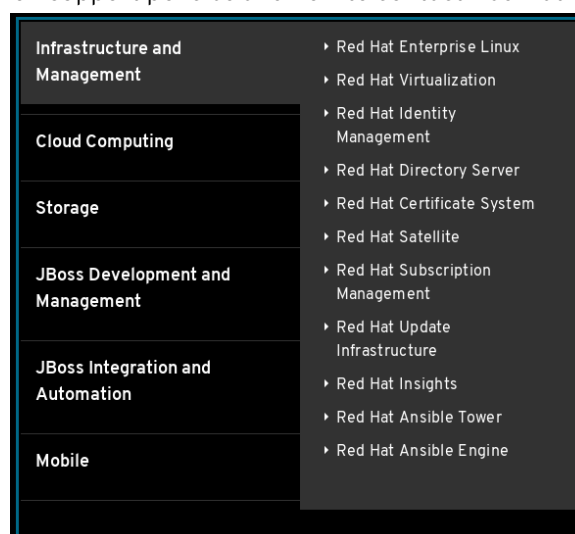 Infrastructure and
Management
Cloud Computing
Storage
JBoss Development and
Management
JBoss Integration and
Automation
Mobile
Red Hat Enterprise Linux
Red Hat Virtualization
Red Hat Identity
Management
Red Hat Directory Server
Red Hat Certificate System
Red Hat Satellite
Red Hat Subscription
Management
Red Hat Update
Infrastructure
Red Hat Insights
Red Hat Ansible Tower
Red Hat Ansible Engine